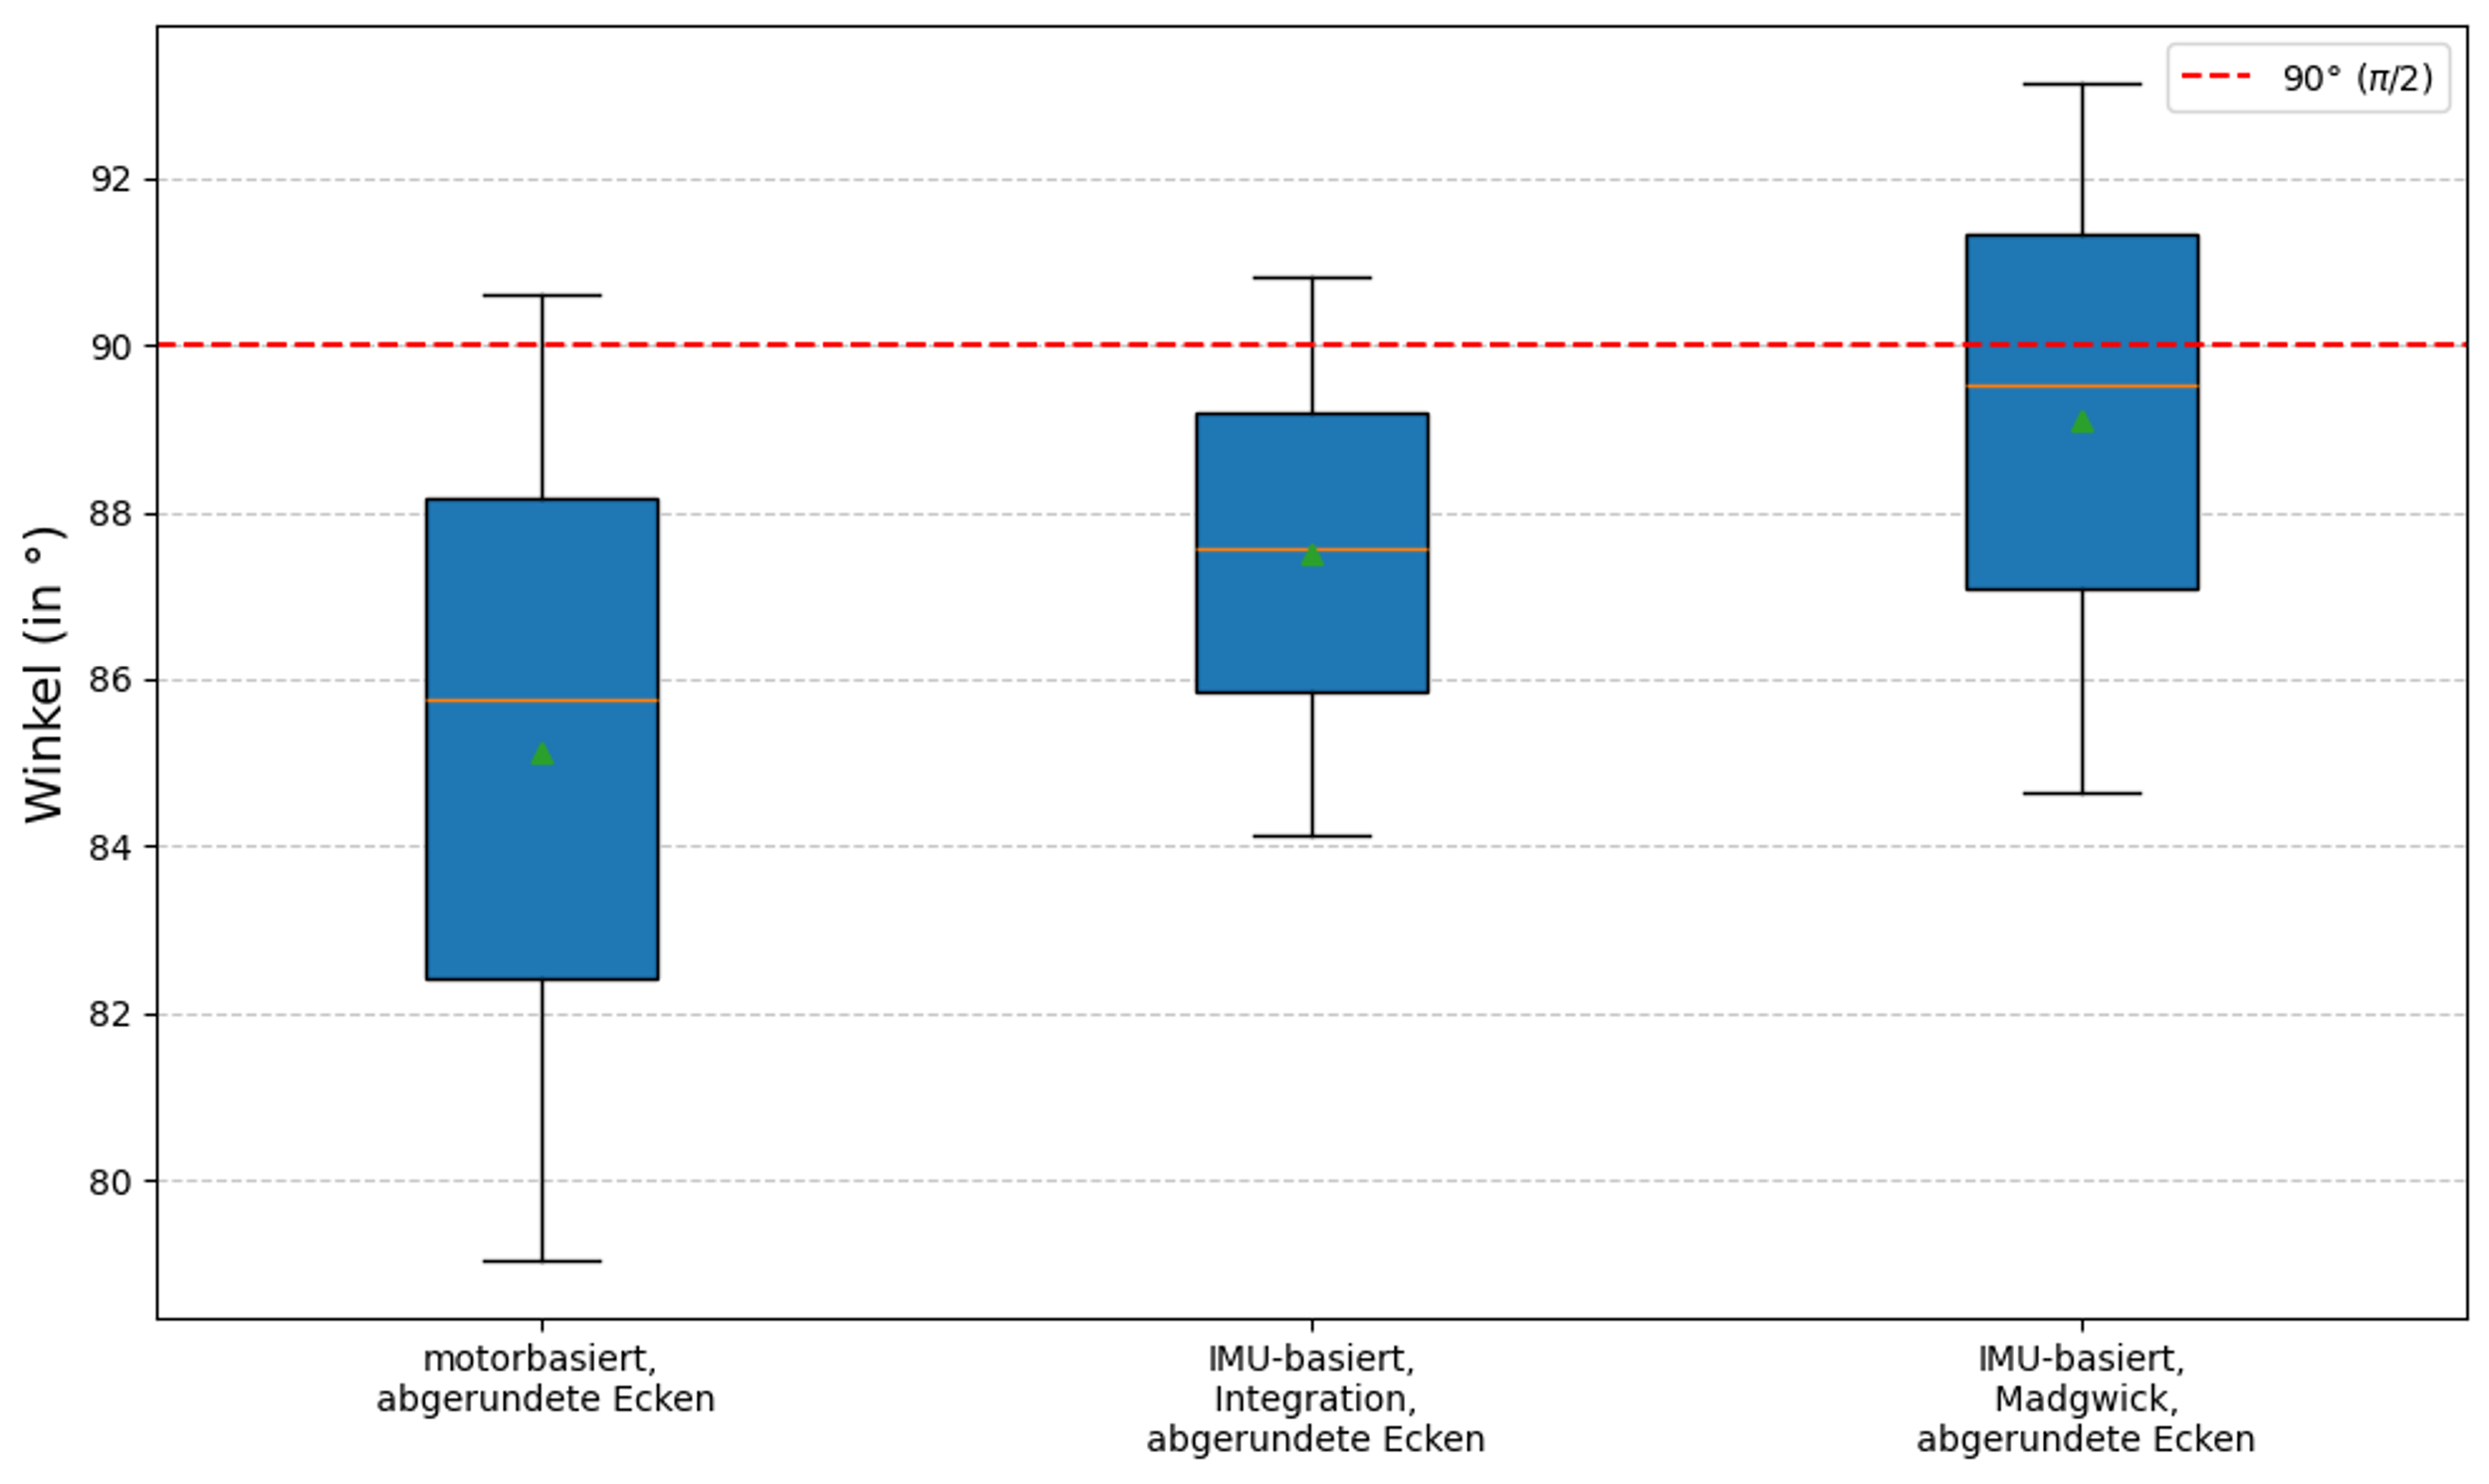 90° (π/2)
Winkel (in °)
92
90
88
86
84
82
80
motorbasiert,
abgerundete Ecken
IMU-basiert,
Integration,
abgerundete Ecken
IMU-basiert,
Madgwick,
abgerundete Ecken